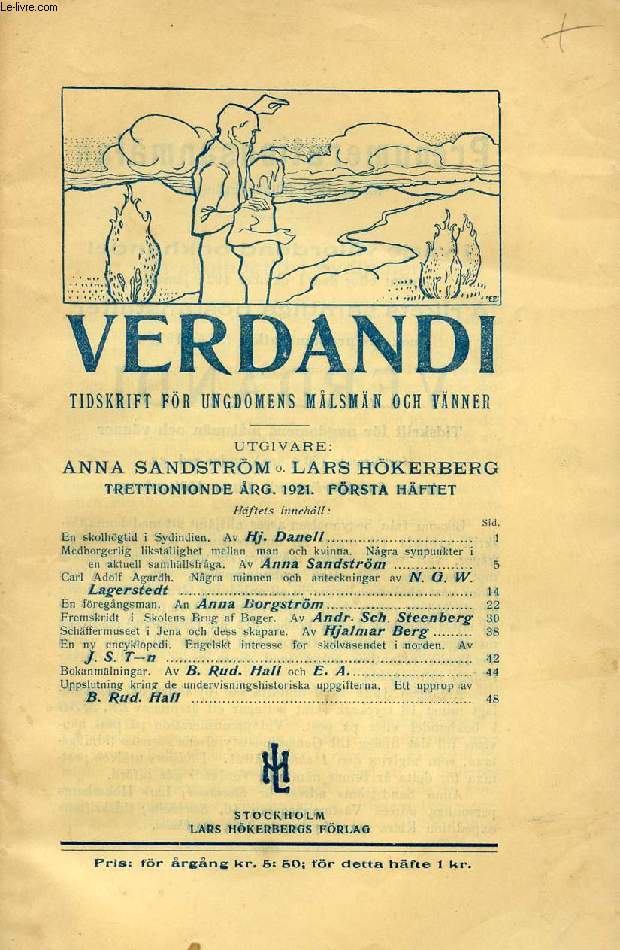 Le-livre.com
VERDANDI
TIDSKRIFT FÖR UNGDOMENS MÅLSMÄN OCH VÄNNER
UTGIVARE:
ANNA SANDSTRÖM o. LARS HÖKERBERG
TRETTIONIONDE ÅRG. 1921. FÖRSTA HÄFTET
Häftets innehåll:
Sid.
En skolhögtid i Sydindien. Av Hj. Danell 1
Medborgerlig likställighet mellan man och kvinna. Några synpunkter i
en aktuell samhällsfråga. Av Anna Sandström 5
Carl Adolf Agardh. Några minnen och anteckningar av N. G. W.
Lagerstedt 14
En föregångsman. An Anna Borgström 22
Fremskridt i Skolens Brug af Bøger. Av Andr. Sch. Steenberg 30
Schäffermuseet i Jena och dess skapare. Av Hjalmar Berg 38
En ny encyklopedi. Engelskt intresse för skolväsendet i norden. Av
J. S. T—n 42
Bokanmälningar. Av B. Rud. Hall och E. A. 44
Uppslutning kring de undervisningshistoriska uppgifterna. Ett upprop av
B. Rud. Hall 48
STOCKHOLM
LARS HÖKERBERGS FÖRLAG
Pris: för årgång kr. 5: 50; för detta häfte 1 kr.